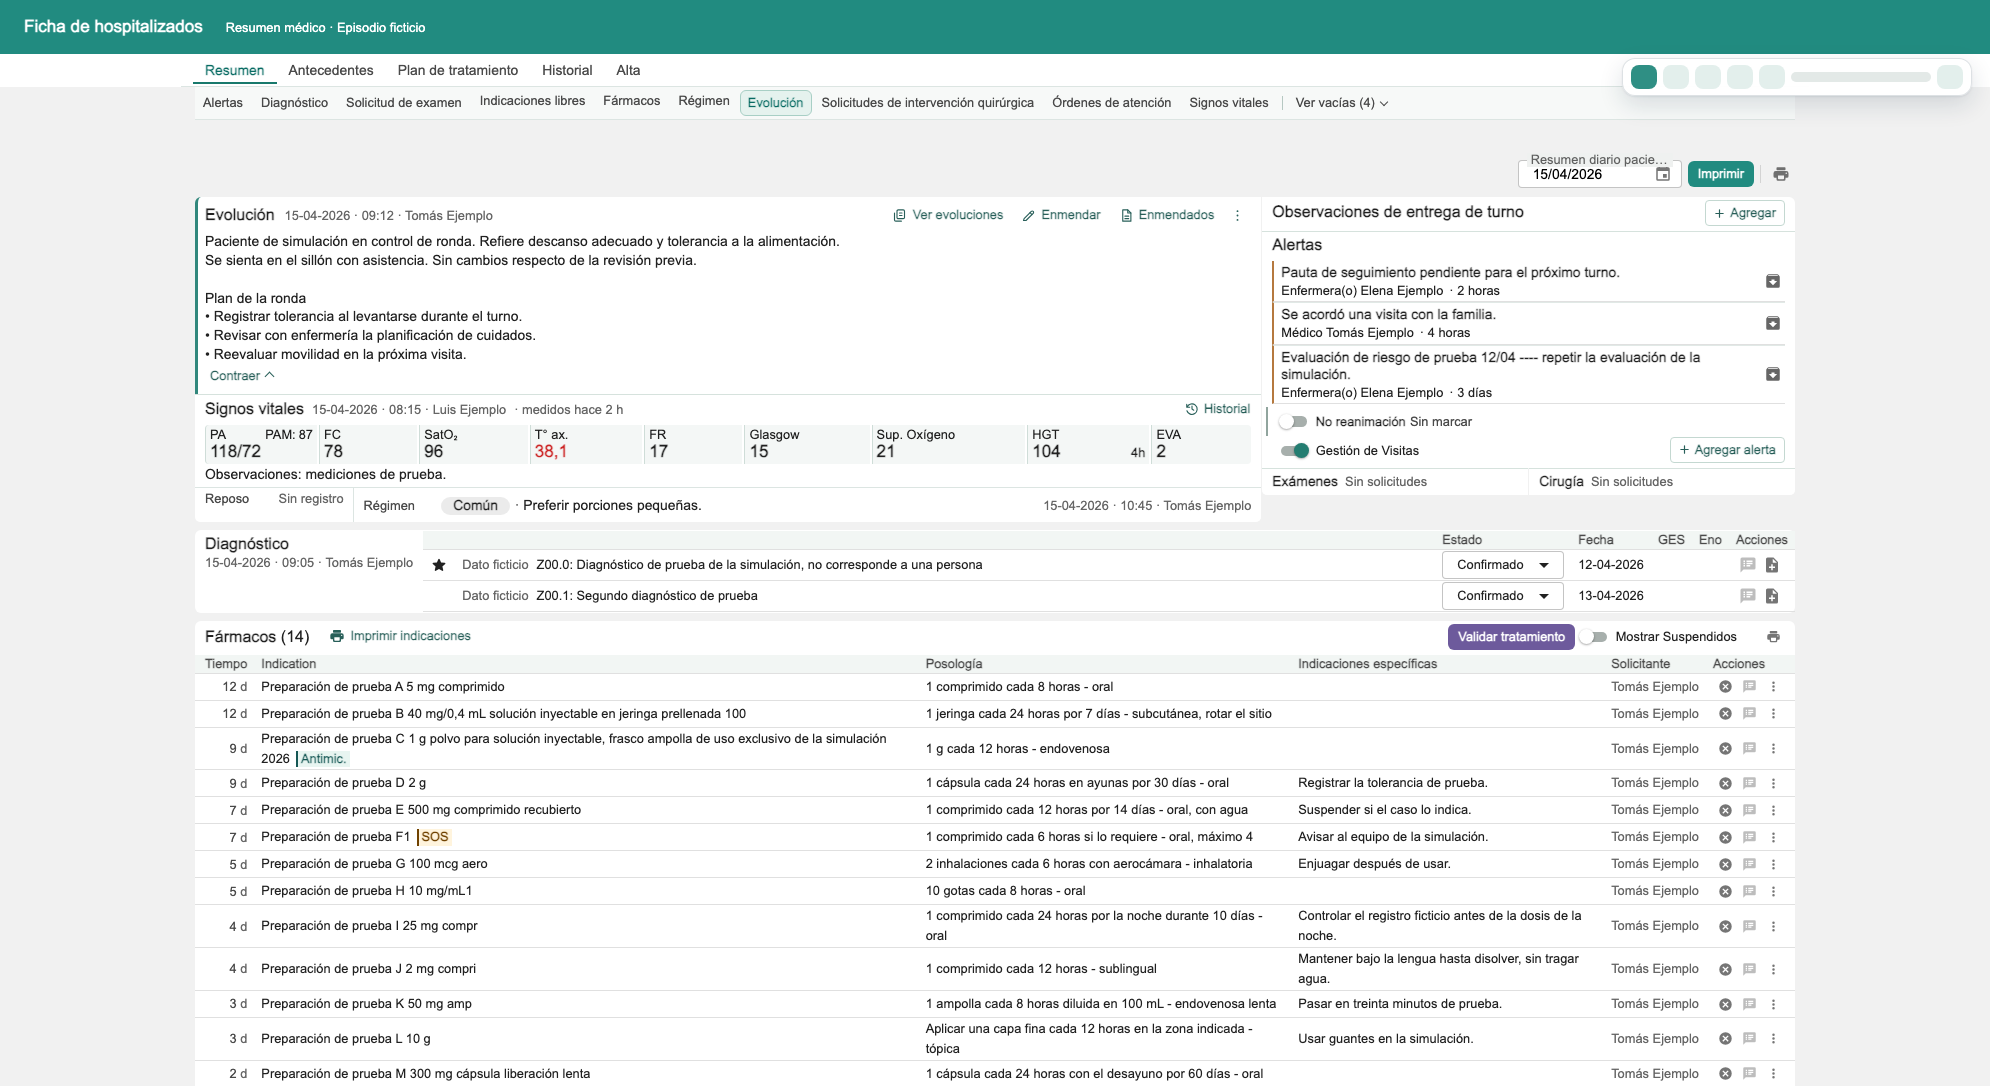 Ficha de hospitalizados Resumen médico · Episodio ficticio
Resumen Antecedentes Plan de tratamiento Historial Alta
Alertas Diagnóstico Solicitud de examen Indicaciones libres Fármacos Régimen Evolución Solicitudes de intervención quirúrgica Órdenes de atención Signos vitales Ver vacías (4)
Resumen diario pacie...
15/04/2026 Imprimir
Evolución 15-04-2026 · 09:12 · Tomás Ejemplo Ver evoluciones Enmendar Enmendados
Paciente de simulación en control de ronda. Refiere descanso adecuado y tolerancia a la alimentación.
Se sienta en el sillón con asistencia. Sin cambios respecto de la revisión previa.
Plan de la ronda
• Registrar tolerancia al levantarse durante el turno.
• Revisar con enfermería la planificación de cuidados.
• Reevaluar movilidad en la próxima visita.
Contraer
Signos vitales 15-04-2026 · 08:15 · Luis Ejemplo · medidos hace 2 h Historial
PA PAM: 87 FC SatO₂ T° ax. FR Glasgow Sup. Oxígeno HGT EVA
118/72 78 96 38,1 17 15 21 104 4h 2
Observaciones: mediciones de prueba.
Reposo Sin registro Régimen Común · Preferir porciones pequeñas. 15-04-2026 · 10:45 · Tomás Ejemplo
Observaciones de entrega de turno + Agregar
Alertas
Pauta de seguimiento pendiente para el próximo turno.
Enfermera(o) Elena Ejemplo · 2 horas
Se acordó una visita con la familia.
Médico Tomás Ejemplo · 4 horas
Evaluación de riesgo de prueba 12/04 ---- repetir la evaluación de la
simulación.
Enfermera(o) Elena Ejemplo · 3 días
No reanimación Sin marcar
Gestión de Visitas + Agregar alerta
Exámenes Sin solicitudes Cirugía Sin solicitudes
Diagnóstico Estado Fecha GES Eno Acciones
15-04-2026 · 09:05 · Tomás Ejemplo
Dato ficticio Z00.0: Diagnóstico de prueba de la simulación, no corresponde a una persona Confirmado 12-04-2026
Dato ficticio Z00.1: Segundo diagnóstico de prueba Confirmado 13-04-2026
Fármacos (14) Imprimir indicaciones Validar tratamiento Mostrar Suspendidos
Tiempo Indication Posología Indicaciones específicas Solicitante Acciones
12 d Preparación de prueba A 5 mg comprimido 1 comprimido cada 8 horas - oral Tomás Ejemplo
12 d Preparación de prueba B 40 mg/0,4 mL solución inyectable en jeringa prellenada 100 1 jeringa cada 24 horas por 7 días - subcutánea, rotar el sitio Tomás Ejemplo
9 d Preparación de prueba C 1 g polvo para solución inyectable, frasco ampolla de uso exclusivo de la simulación
2026 Antimic. 1 g cada 12 horas - endovenosa Tomás Ejemplo
9 d Preparación de prueba D 2 g 1 cápsula cada 24 horas en ayunas por 30 días - oral Registrar la tolerancia de prueba. Tomás Ejemplo
7 d Preparación de prueba E 500 mg comprimido recubierto 1 comprimido cada 12 horas por 14 días - oral, con agua Suspender si el caso lo indica. Tomás Ejemplo
7 d Preparación de prueba F1 SOS 1 comprimido cada 6 horas si lo requiere - oral, máximo 4 Avisar al equipo de la simulación. Tomás Ejemplo
5 d Preparación de prueba G 100 mcg aero 2 inhalaciones cada 6 horas con aerocámara - inhalatoria Enjuagar después de usar. Tomás Ejemplo
5 d Preparación de prueba H 10 mg/mL1 10 gotas cada 8 horas - oral Tomás Ejemplo
4 d Preparación de prueba I 25 mg compr 1 comprimido cada 24 horas por la noche durante 10 días - Controlar el registro ficticio antes de la dosis de la Tomás Ejemplo
oral noche.
4 d Preparación de prueba J 2 mg compri 1 comprimido cada 12 horas - sublingual Mantener bajo la lengua hasta disolver, sin tragar Tomás Ejemplo
agua.
3 d Preparación de prueba K 50 mg amp 1 ampolla cada 8 horas diluida en 100 mL - endovenosa lenta Pasar en treinta minutos de prueba. Tomás Ejemplo
3 d Preparación de prueba L 10 g Aplicar una capa fina cada 12 horas en la zona indicada - Usar guantes en la simulación. Tomás Ejemplo
tópica
2 d Preparación de prueba M 300 mg cápsula liberación lenta 1 cápsula cada 24 horas con el desayuno por 60 días - oral Tomás Ejemplo